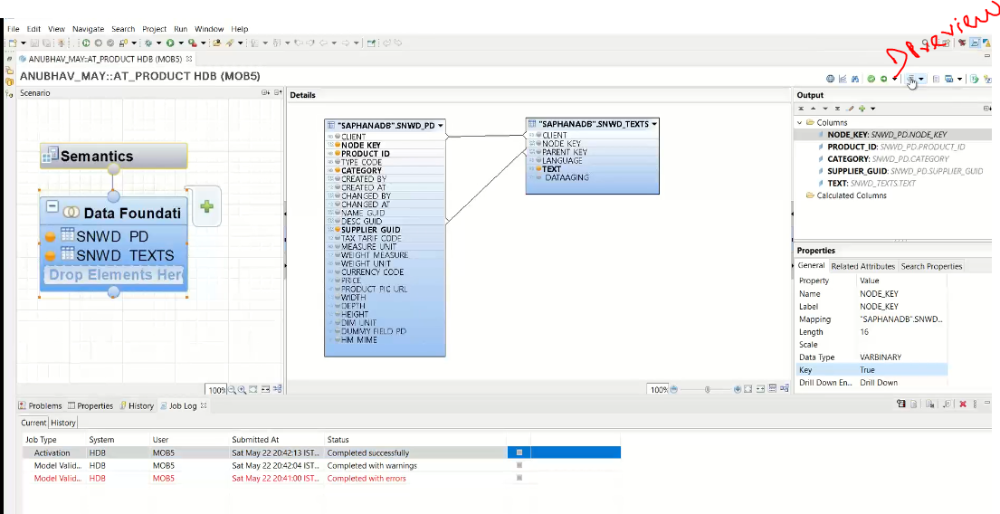 DPreview
File Edit View Navigate Search Project Run Window Help
ANUBHAV_MAY::AT_PRODUCT HDB (MOB5)
ANUBHAV_MAY::AT_PRODUCT HDB (MOB5)
Scenario
Details
Output
Semantics
Data Foundati
SNWD_PD
SNWD_TEXTS
Drop Elements Her
100%
"SAPHANADB".SNWD_PD
CLIENT
NODE KEY
PRODUCT ID
TYPE CODE
CATEGORY
CREATED BY
CREATED AT
CHANGED BY
CHANGED AT
NAME GUID
DESC GUID
SUPPLIER GUID
TAX TARIF CODE
MEASURE UNIT
WEIGHT MEASURE
WEIGHT UNIT
CURRENCY CODE
PRICE
PRODUCT PIC URL
WIDTH
DEPTH
HEIGHT
DIM UNIT
DUMMY FIELD PD
HM MIME
"SAPHANADB".SNWD_TEXTS
CLIENT
NODE KEY
PARENT KEY
LANGUAGE
TEXT
DATAAGING
100%
Columns
NODE_KEY: SNWD_PD.NODE_KEY
PRODUCT_ID: SNWD_PD.PRODUCT_ID
CATEGORY: SNWD_PD.CATEGORY
SUPPLIER_GUID: SNWD_PD.SUPPLIER_GUID
TEXT: SNWD_TEXTS.TEXT
Calculated Columns
Properties
General Related Attributes Search Properties
Property Value
Name NODE_KEY
Label NODE_KEY
Mapping "SAPHANADB".SNWD...
Length 16
Scale
Data Type VARBINARY
Key True
Drill Down En... Drill Down
Problems Properties History Job Log
Current History
Job Type System User Submitted At Status
Activation HDB MOB5 Sat May 22 20:42:13 IST... Completed successfully
Model Valid... HDB MOB5 Sat May 22 20:42:04 IST... Completed with warnings
Model Valid... HDB MOB5 Sat May 22 20:41:00 IST... Completed with errors